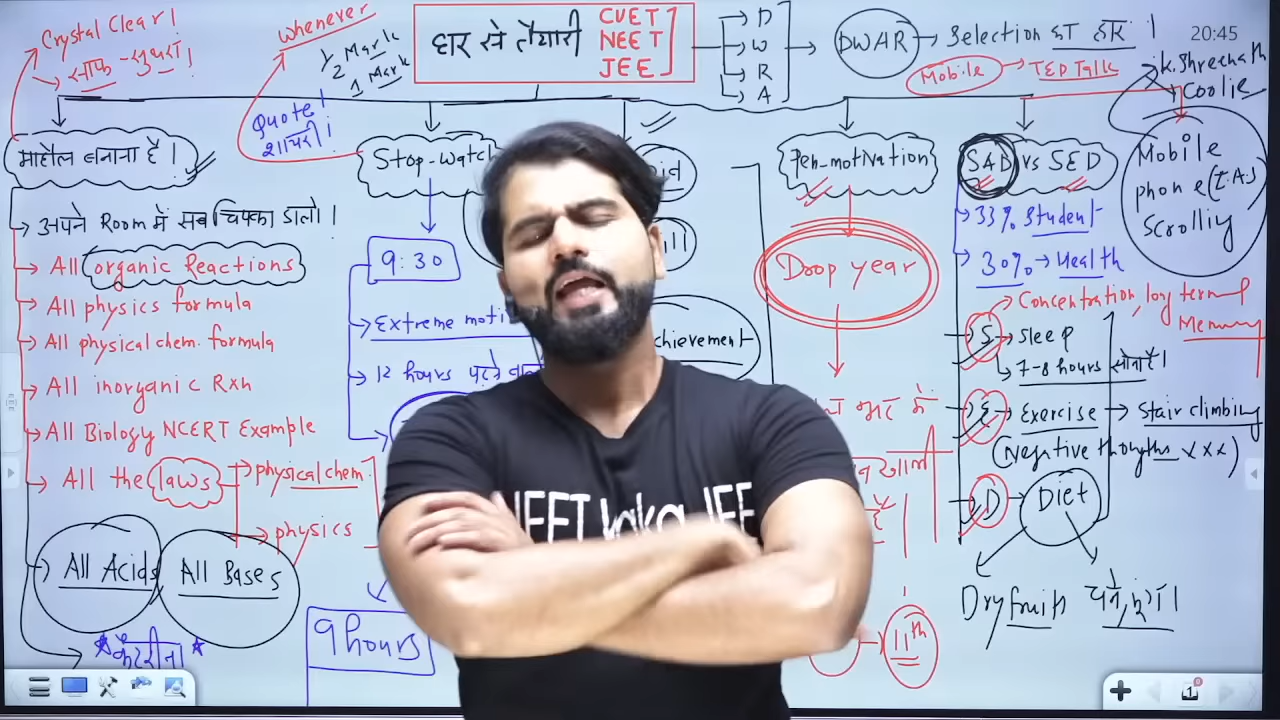 Crystal Clear!
साफ-सुथरा!
whenever
1/2 Mark
1 Mark
Quote!
शायरी!
घर से तैयारी
CUET
NEET
JEE
D
W
R
A
DWAR → Selection का हक !
20:45
Mobile → TED Talk
k. Shreenath
Coolie
माहौल बनाना है।
Stop-watch
Pen-motivation
SAD vs SED
Mobile
phone (I.A.)
Scrolliy
→ अपने Room में सब चिपका डालो।
→ All organic Reactions
→ All physics formula
→ All physical chem. formula
→ All inorganic Rxn
→ All Biology NCERT Example
→ All the laws
→ physical chem.
→ physics
→ All Acids
All Bases
9:30
→ Extreme moti
→ 12 hours
9 hours
chievement
Drop year
11th
→ 33% Student
→ 30% → Health
Concentration, long term
Memory
S → Sleep
→ 7-8 hours सोना है।
E → Exercise → Stair climbing
(Negative thoughts xxx)
D → Diet
Dryfruits
NEET kaka JEE
1